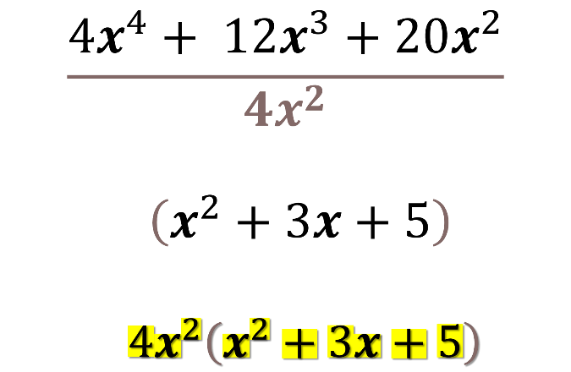 4x⁴ + 12x³ + 20x²
4x²
(x² + 3x + 5)
4x²(x² + 3x + 5)